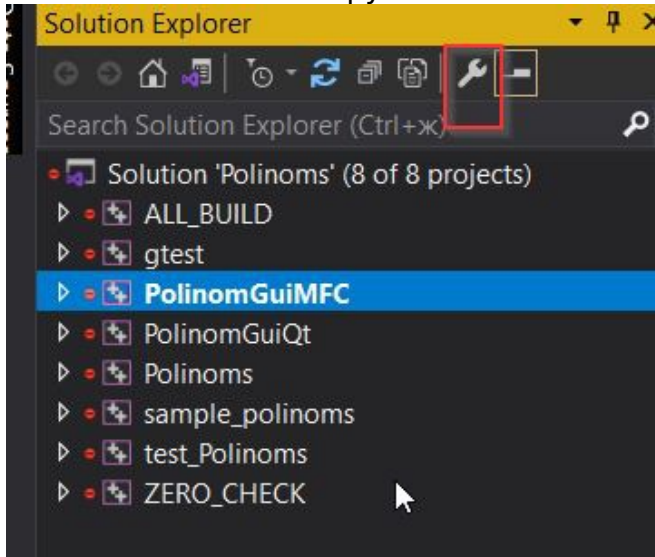 Solution Explorer
Search Solution Explorer (Ctrl+ж)
Solution 'Polinoms' (8 of 8 projects)
ALL_BUILD
gtest
PolinomGuiMFC
PolinomGuiQt
Polinoms
sample_polinoms
test_Polinoms
ZERO_CHECK